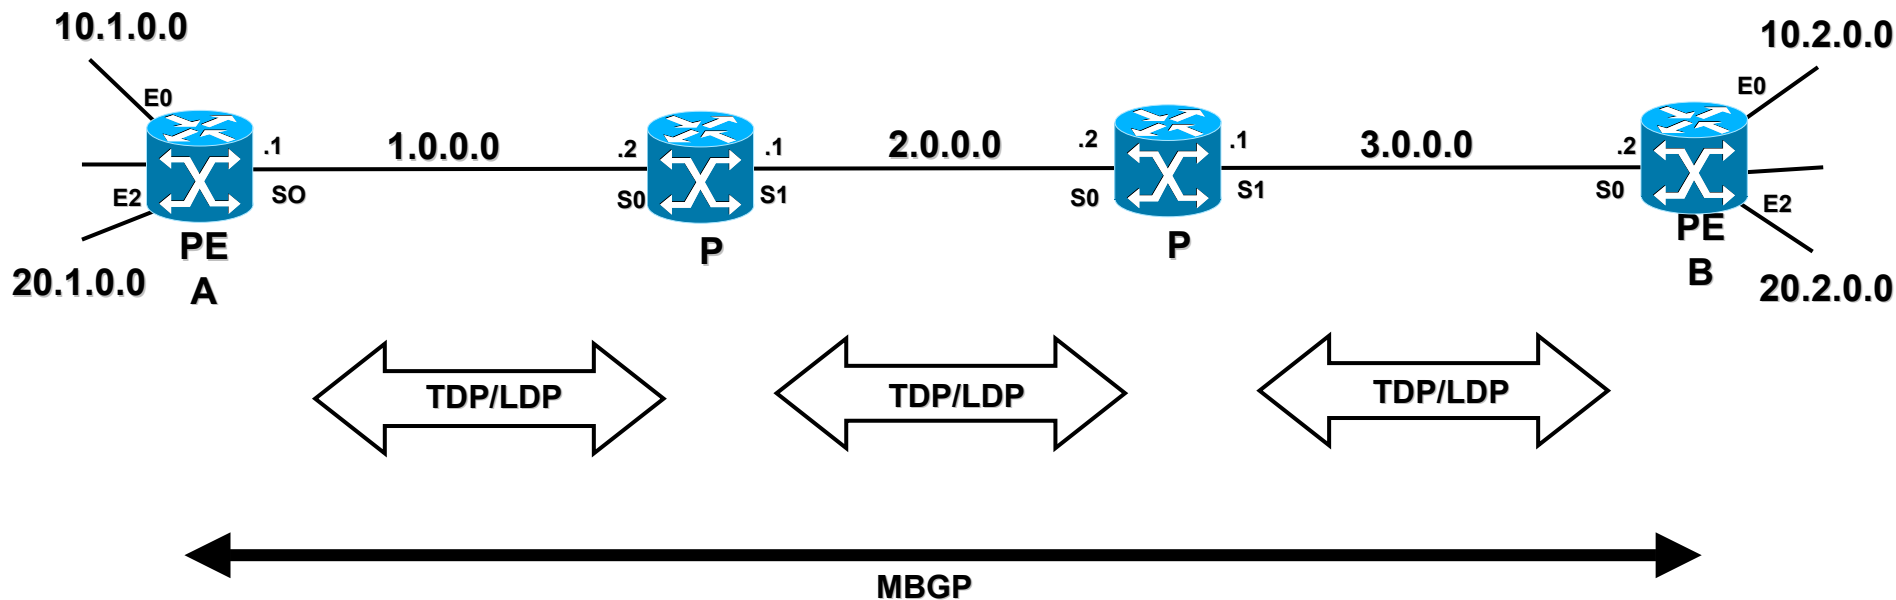 10.1.0.0
10.2.0.0
E0
E0
.1
1.0.0.0
.2
.1
2.0.0.0
.2
.1
3.0.0.0
.2
E2
SO
S0
S1
S0
S1
S0
E2
PE
A
P
P
PE
B
20.1.0.0
20.2.0.0
TDP/LDP
TDP/LDP
TDP/LDP
MBGP